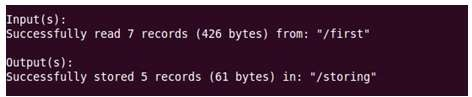 Input(s):
Successfully read 7 records (426 bytes) from: "/first"
Output(s):
Successfully stored 5 records (61 bytes) in: "/storing"